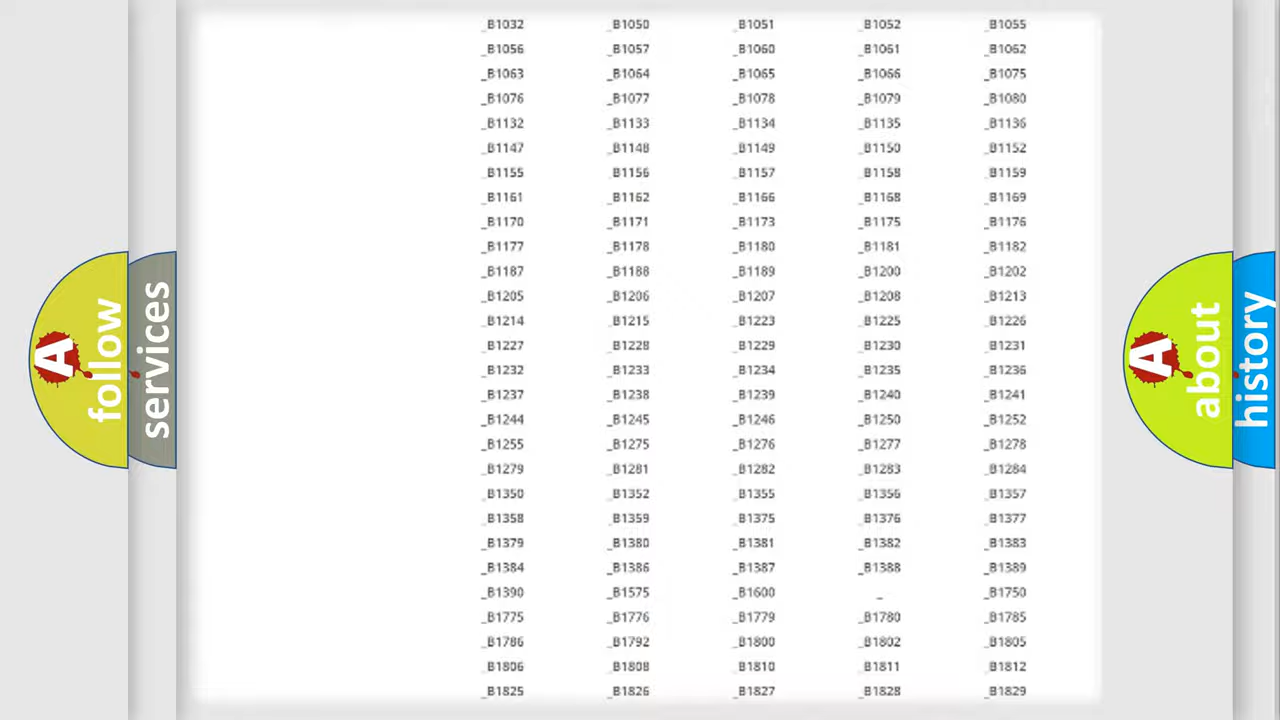 _B1032 _B1050 _B1051 _B1052 _B1055
_B1056 _B1057 _B1060 _B1061 _B1062
_B1063 _B1064 _B1065 _B1066 _B1075
_B1076 _B1077 _B1078 _B1079 _B1080
_B1132 _B1133 _B1134 _B1135 _B1136
_B1147 _B1148 _B1149 _B1150 _B1152
_B1155 _B1156 _B1157 _B1158 _B1159
_B1161 _B1162 _B1166 _B1168 _B1169
_B1170 _B1171 _B1173 _B1175 _B1176
_B1177 _B1178 _B1180 _B1181 _B1182
_B1187 _B1188 _B1189 _B1200 _B1202
_B1205 _B1206 _B1207 _B1208 _B1213
_B1214 _B1215 _B1223 _B1225 _B1226
_B1227 _B1228 _B1229 _B1230 _B1231
_B1232 _B1233 _B1234 _B1235 _B1236
_B1237 _B1238 _B1239 _B1240 _B1241
_B1244 _B1245 _B1246 _B1250 _B1252
_B1255 _B1275 _B1276 _B1277 _B1278
_B1279 _B1281 _B1282 _B1283 _B1284
_B1350 _B1352 _B1355 _B1356 _B1357
_B1358 _B1359 _B1375 _B1376 _B1377
_B1379 _B1380 _B1381 _B1382 _B1383
_B1384 _B1386 _B1387 _B1388 _B1389
_B1390 _B1575 _B1600 _ _B1750
_B1775 _B1776 _B1779 _B1780 _B1785
_B1786 _B1792 _B1800 _B1802 _B1805
_B1806 _B1808 _B1810 _B1811 _B1812
_B1825 _B1826 _B1827 _B1828 _B1829
A
follow
services
A
about
history